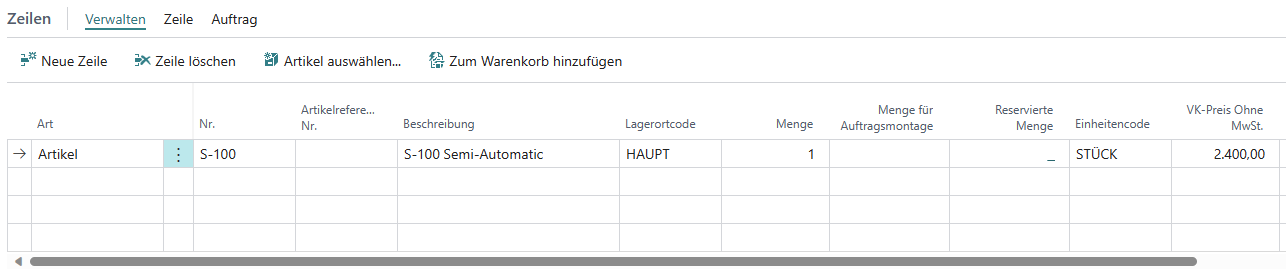 Zeilen Verwalten Zeile Auftrag
Neue Zeile Zeile löschen Artikel auswählen... Zum Warenkorb hinzufügen
Art Nr. Artikelrefere... Nr. Beschreibung Lagerortcode Menge Menge für Auftragsmontage Reservierte Menge Einheitencode VK-Preis Ohne MwSt.
Artikel S-100 S-100 Semi-Automatic HAUPT 1 _ STÜCK 2.400,00